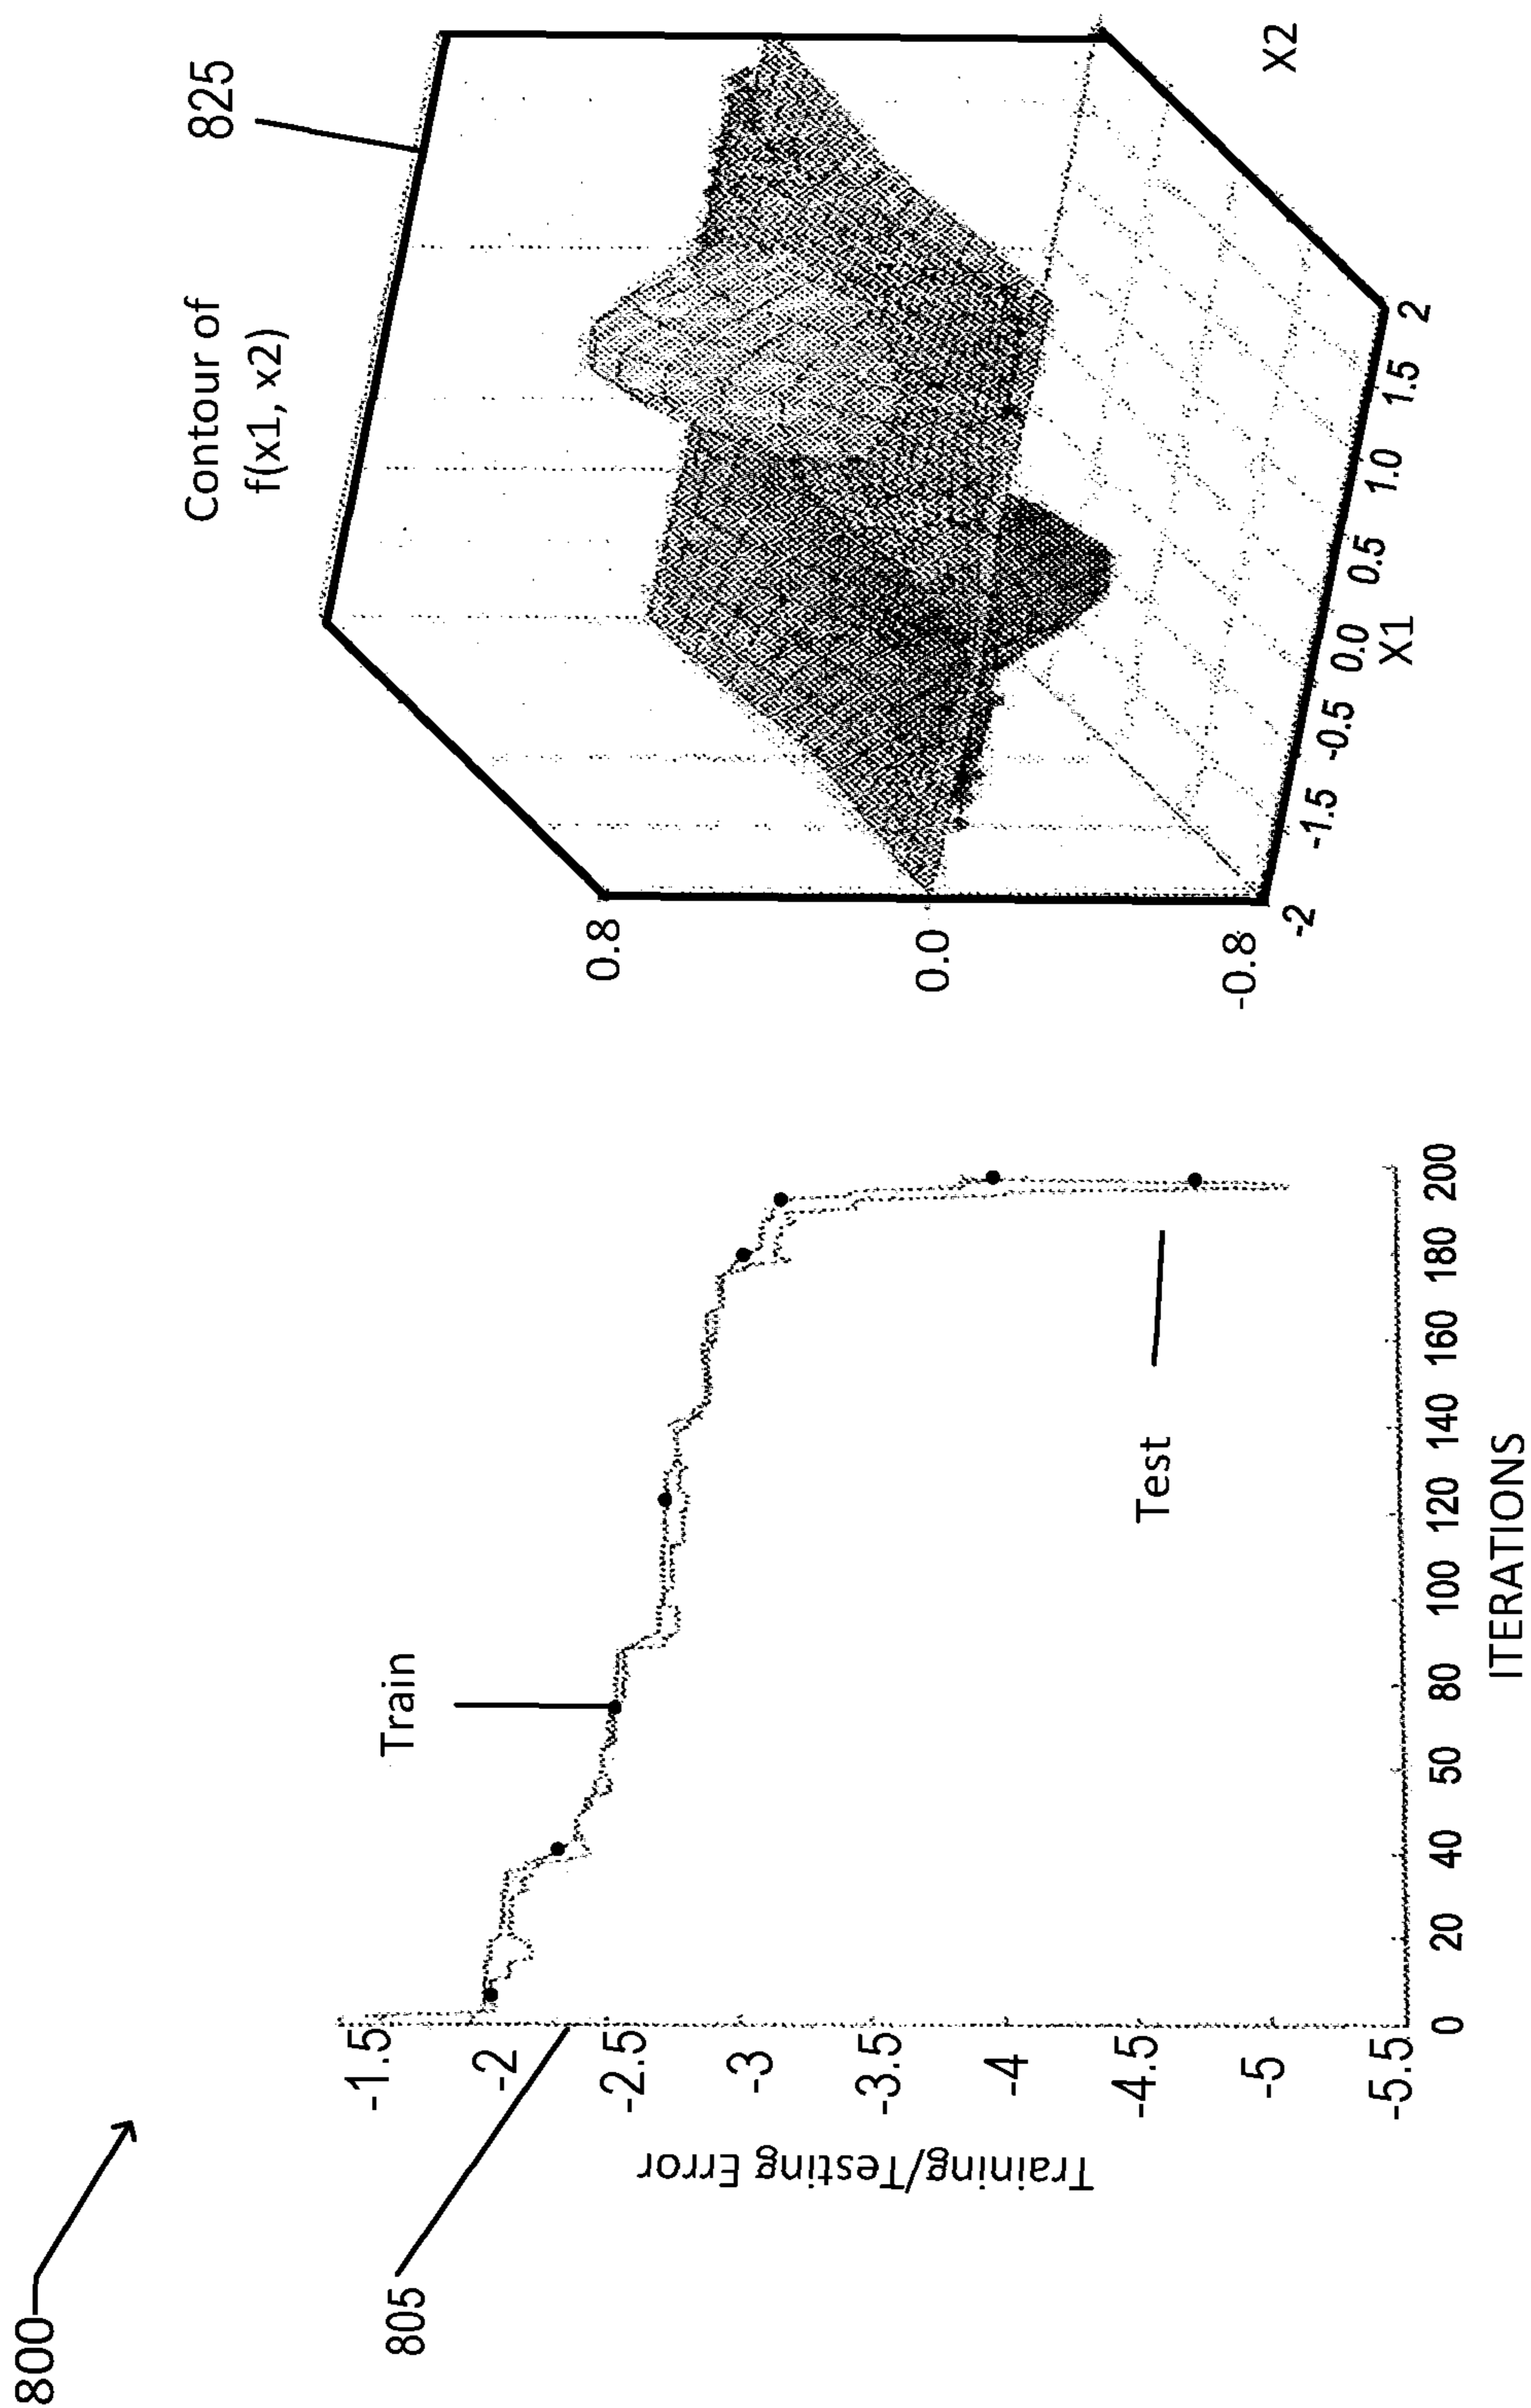 800
805
Training/Testing Error
-1.5
-2
-2.5
-3
-3.5
-4
-4.5
-5
-5.5
0 20 40 50 80 100 120 140 160 180 200
ITERATIONS
Train
Test
Contour of
f(x1, x2)
825
0.8
0.0
-0.8
-2 -1.5 -0.5 0.0 0.5 1.0 1.5 2
X1
X2